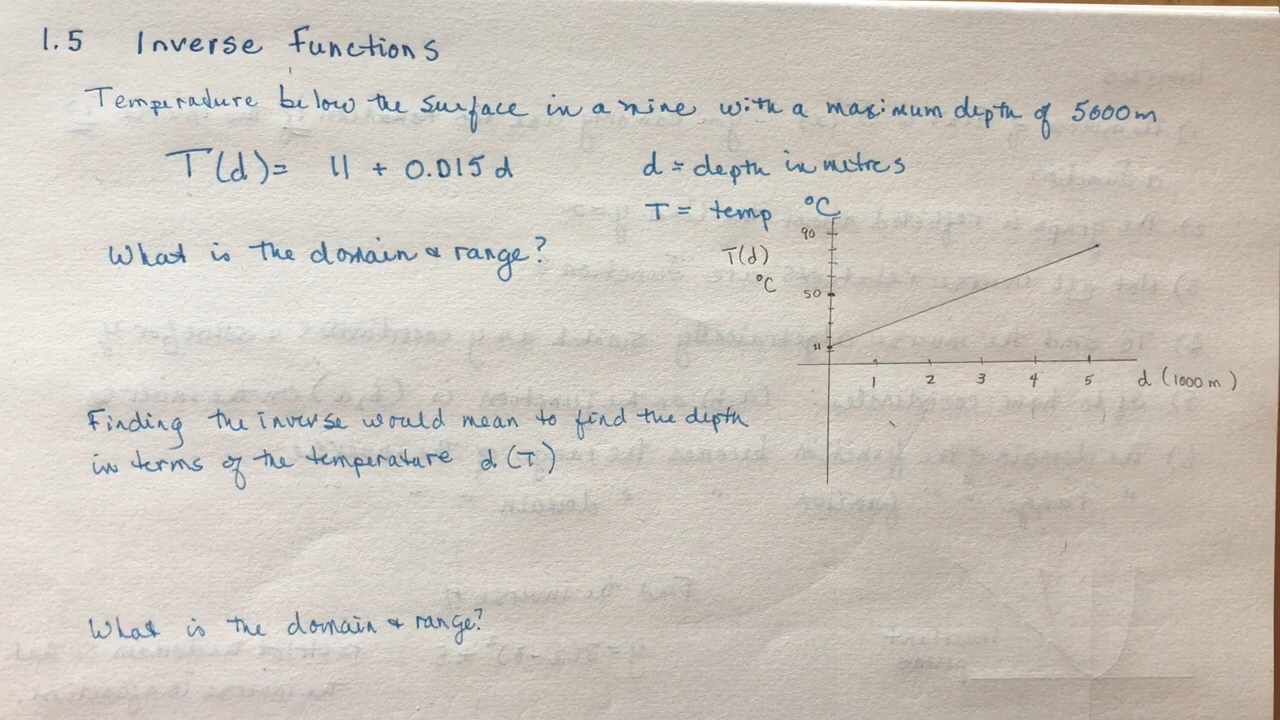 1.5 Inverse Functions
Temperature below the surface in a mine with a maximum depth of 5000m
T(d) = 11 + 0.015 d
d = depth in metres
T = temp °C
What is the domain & range?
90
T(d)
°C
50
11
1 2 3 4 5 d (1000 m)
Finding the inverse would mean to find the depth
in terms of the temperature d(T)
What is the domain & range?